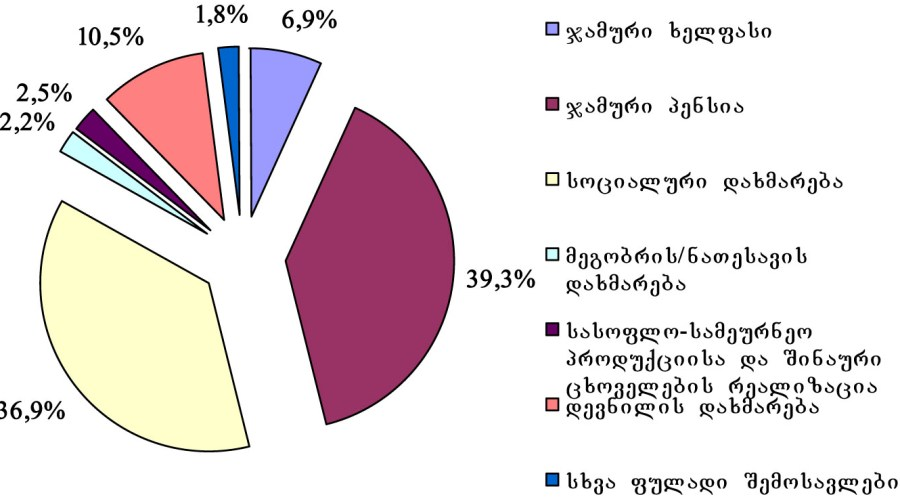 1,8%
6,9%
10,5%
2,5%
2,2%
39,3%
36,9%
ჯამური ხელფასი
ჯამური პენსია
სოციალური დახმარება
მეგობრის/ნათესავის
დახმარება
სასოფლო-სამეურნეო
პროდუქციისა და შინაური
ცხოველების რეალიზაცია
დევნილის დახმარება
სხვა ფულადი შემოსავლები